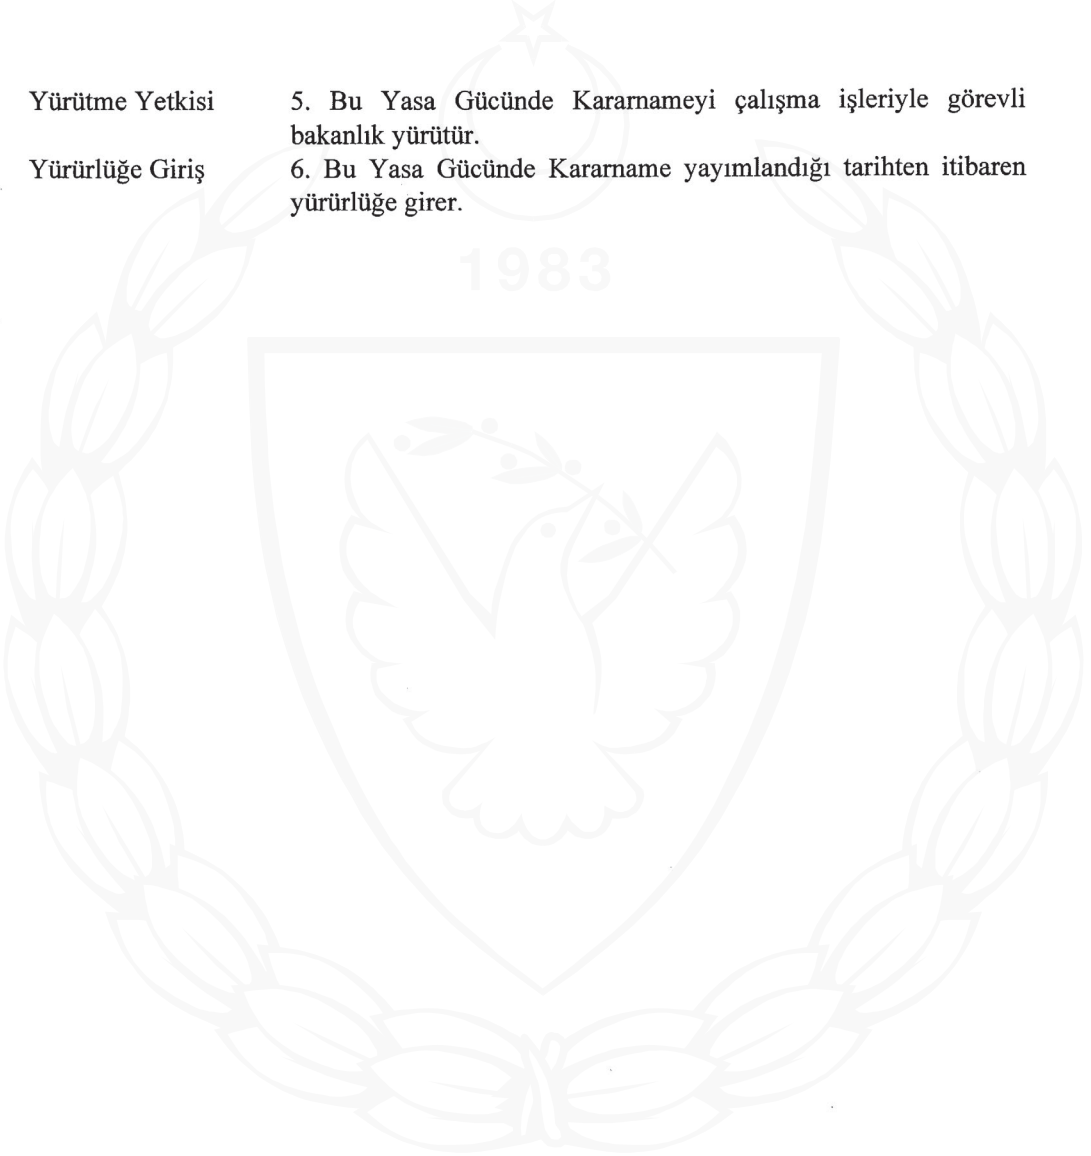 Yürütme Yetkisi 5. Bu Yasa Gücünde Kararnameyi çalışma işleriyle görevli
bakanlık yürütür.
Yürürlüğe Giriş 6. Bu Yasa Gücünde Kararname yayımlandığı tarihten itibaren
yürürlüğe girer.
1983